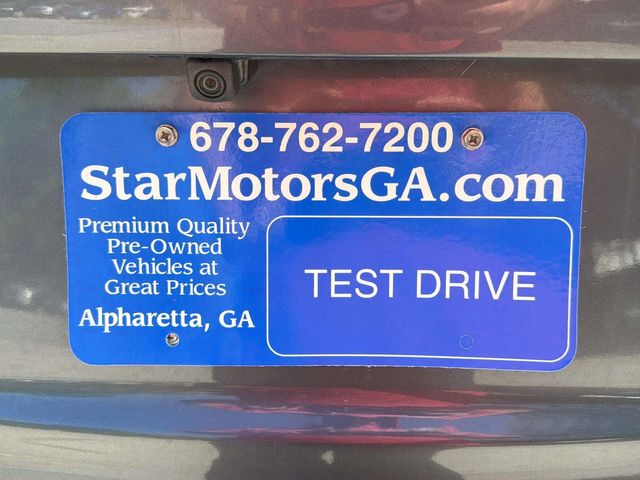 678-762-7200
StarMotorsGA.com
Premium Quality
Pre-Owned
Vehicles at
Great Prices
Alpharetta, GA
TEST DRIVE